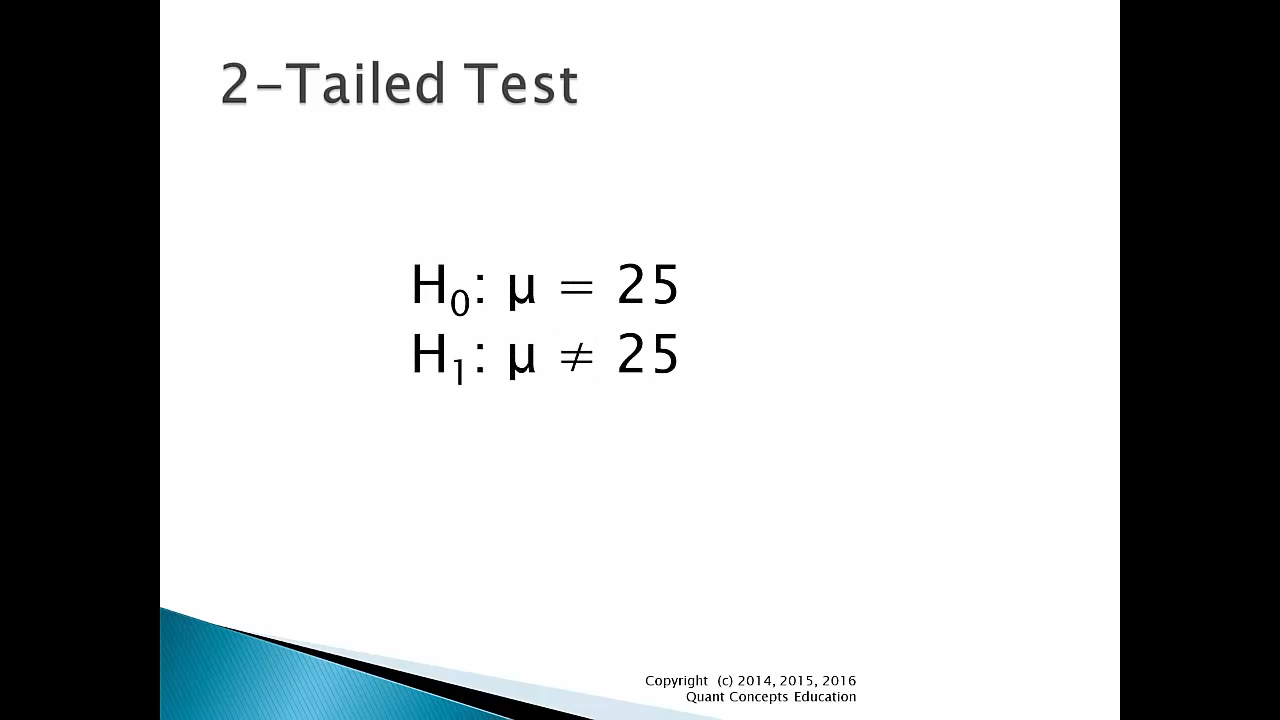 2-Tailed Test
H₀: µ = 25
H₁: µ ≠ 25
Copyright (c) 2014, 2015, 2016
Quant Concepts Education